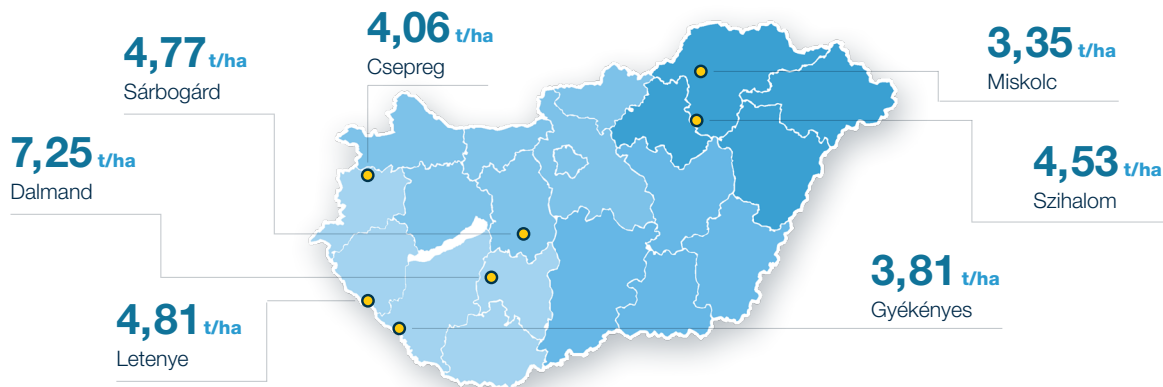 4,77 t/ha
Sárbogárd
4,06 t/ha
Csepreg
3,35 t/ha
Miskolc
7,25 t/ha
Dalmand
4,53 t/ha
Szihalom
4,81 t/ha
Letenye
3,81 t/ha
Gyékényes